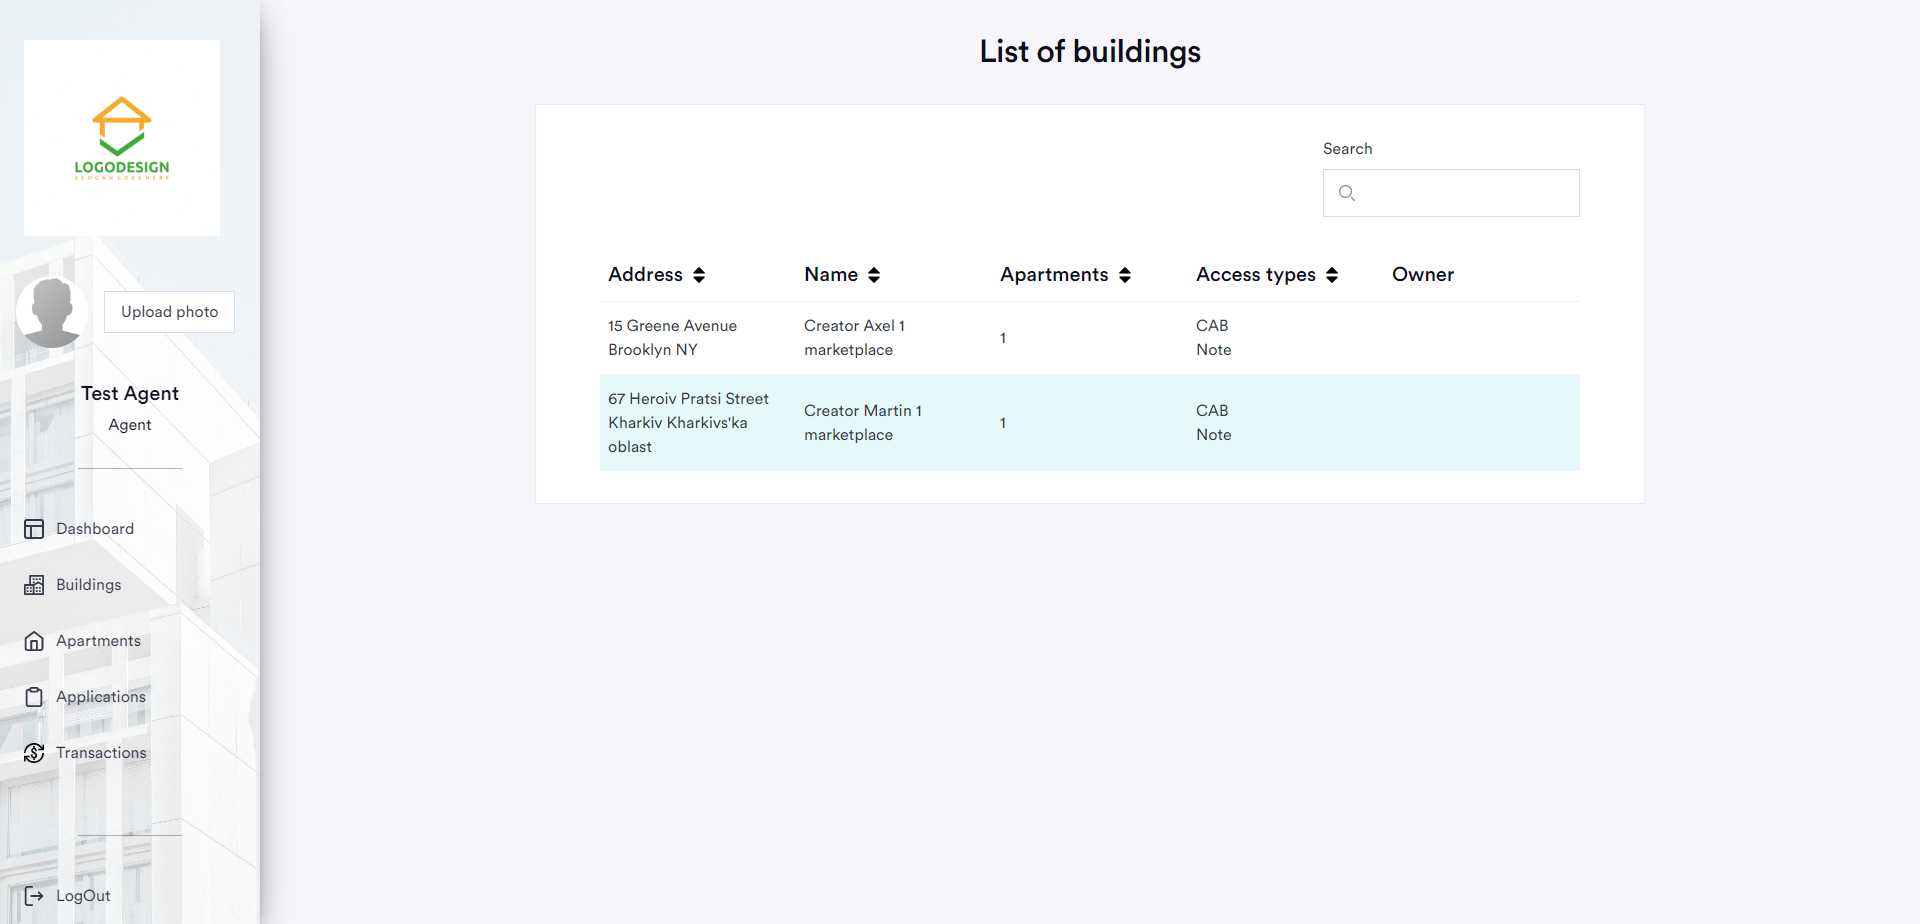 LOGODESIGN
SLOGANGOESHERE
Upload photo
Test Agent
Agent
Dashboard
Buildings
Apartments
Applications
Transactions
LogOut
List of buildings
Search
Address Name Apartments Access types Owner
15 Greene Avenue
Brooklyn NY
Creator Axel 1
marketplace
1
CAB
Note
67 Heroiv Pratsi Street
Kharkiv Kharkivs'ka
oblast
Creator Martin 1
marketplace
1
CAB
Note